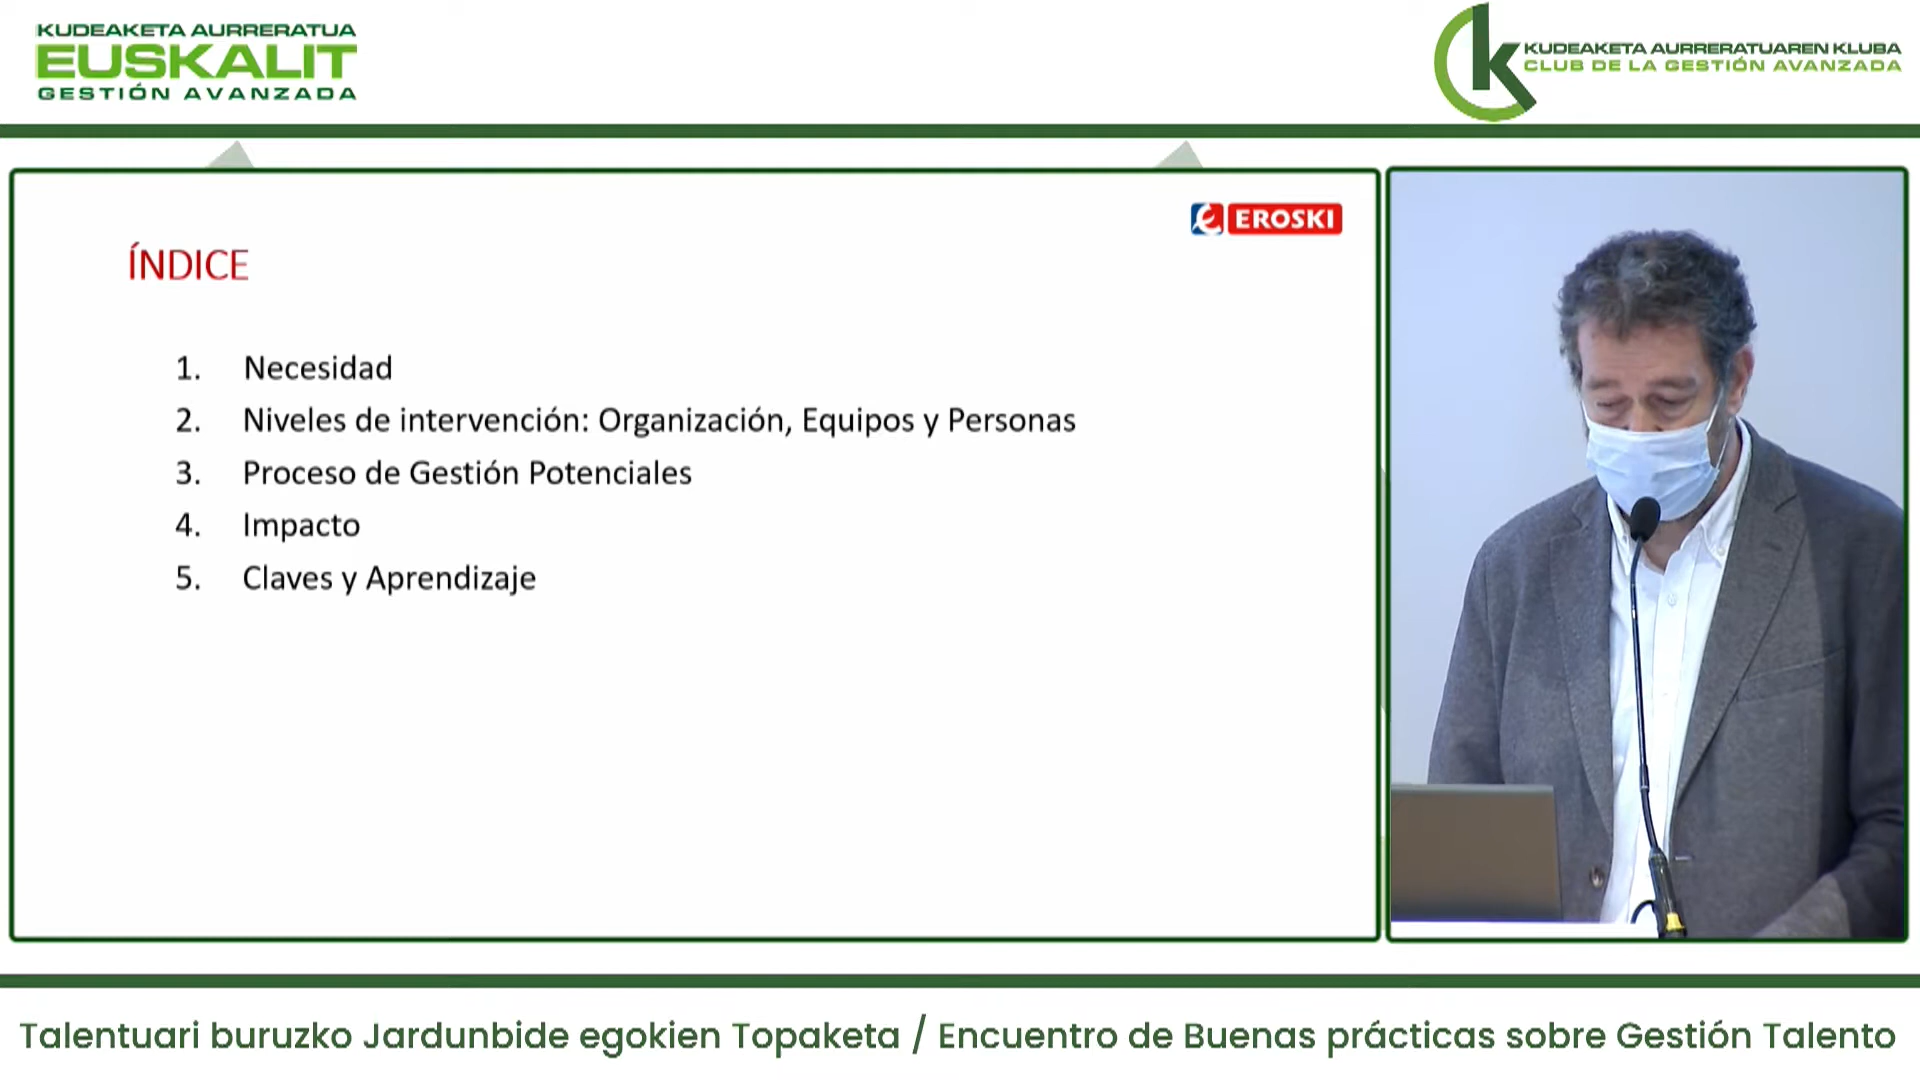 KUDEAKETA AURRERATUA
EUSKALIT
GESTIÓN AVANZADA
KUDEAKETA AURRERATUAREN KLUBA
CLUB DE LA GESTIÓN AVANZADA
EROSKI
ÍNDICE
1. Necesidad
2. Niveles de intervención: Organización, Equipos y Personas
3. Proceso de Gestión Potenciales
4. Impacto
5. Claves y Aprendizaje
Talentuari buruzko Jardunbide egokien Topaketa / Encuentro de Buenas prácticas sobre Gestión Talento